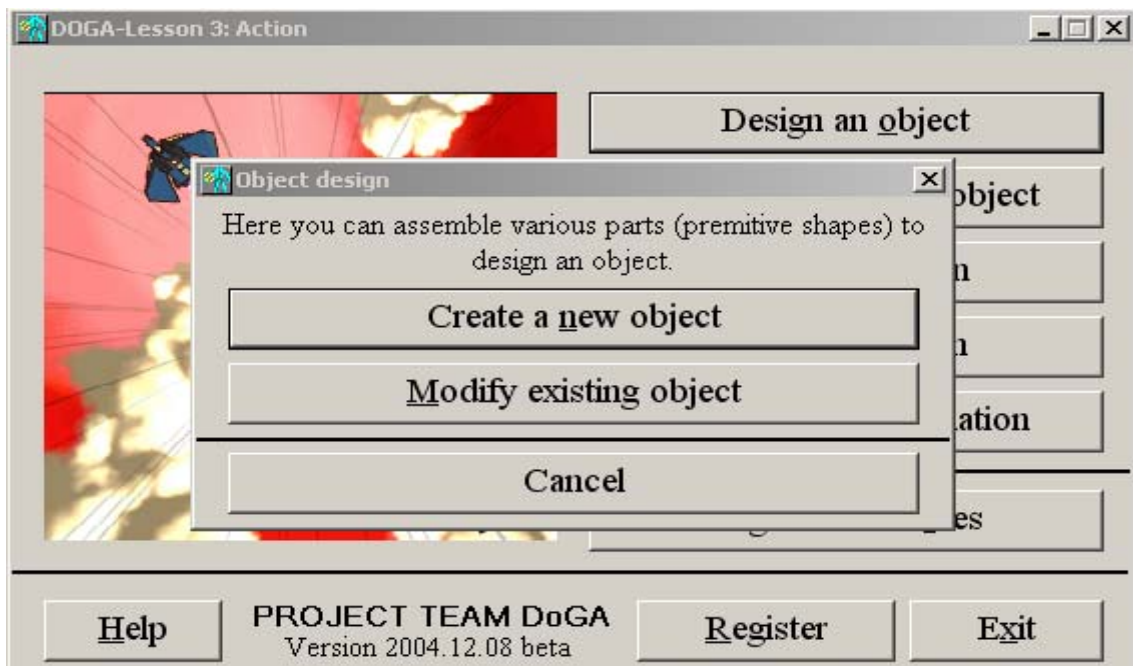 DOGA-Lesson 3: Action
Design an object
object
Object design
Here you can assemble various parts (premitive shapes) to
design an object.
Create a new object
Modify existing object
Cancel
Help
PROJECT TEAM DoGA
Version 2004.12.08 beta
Register
Exit